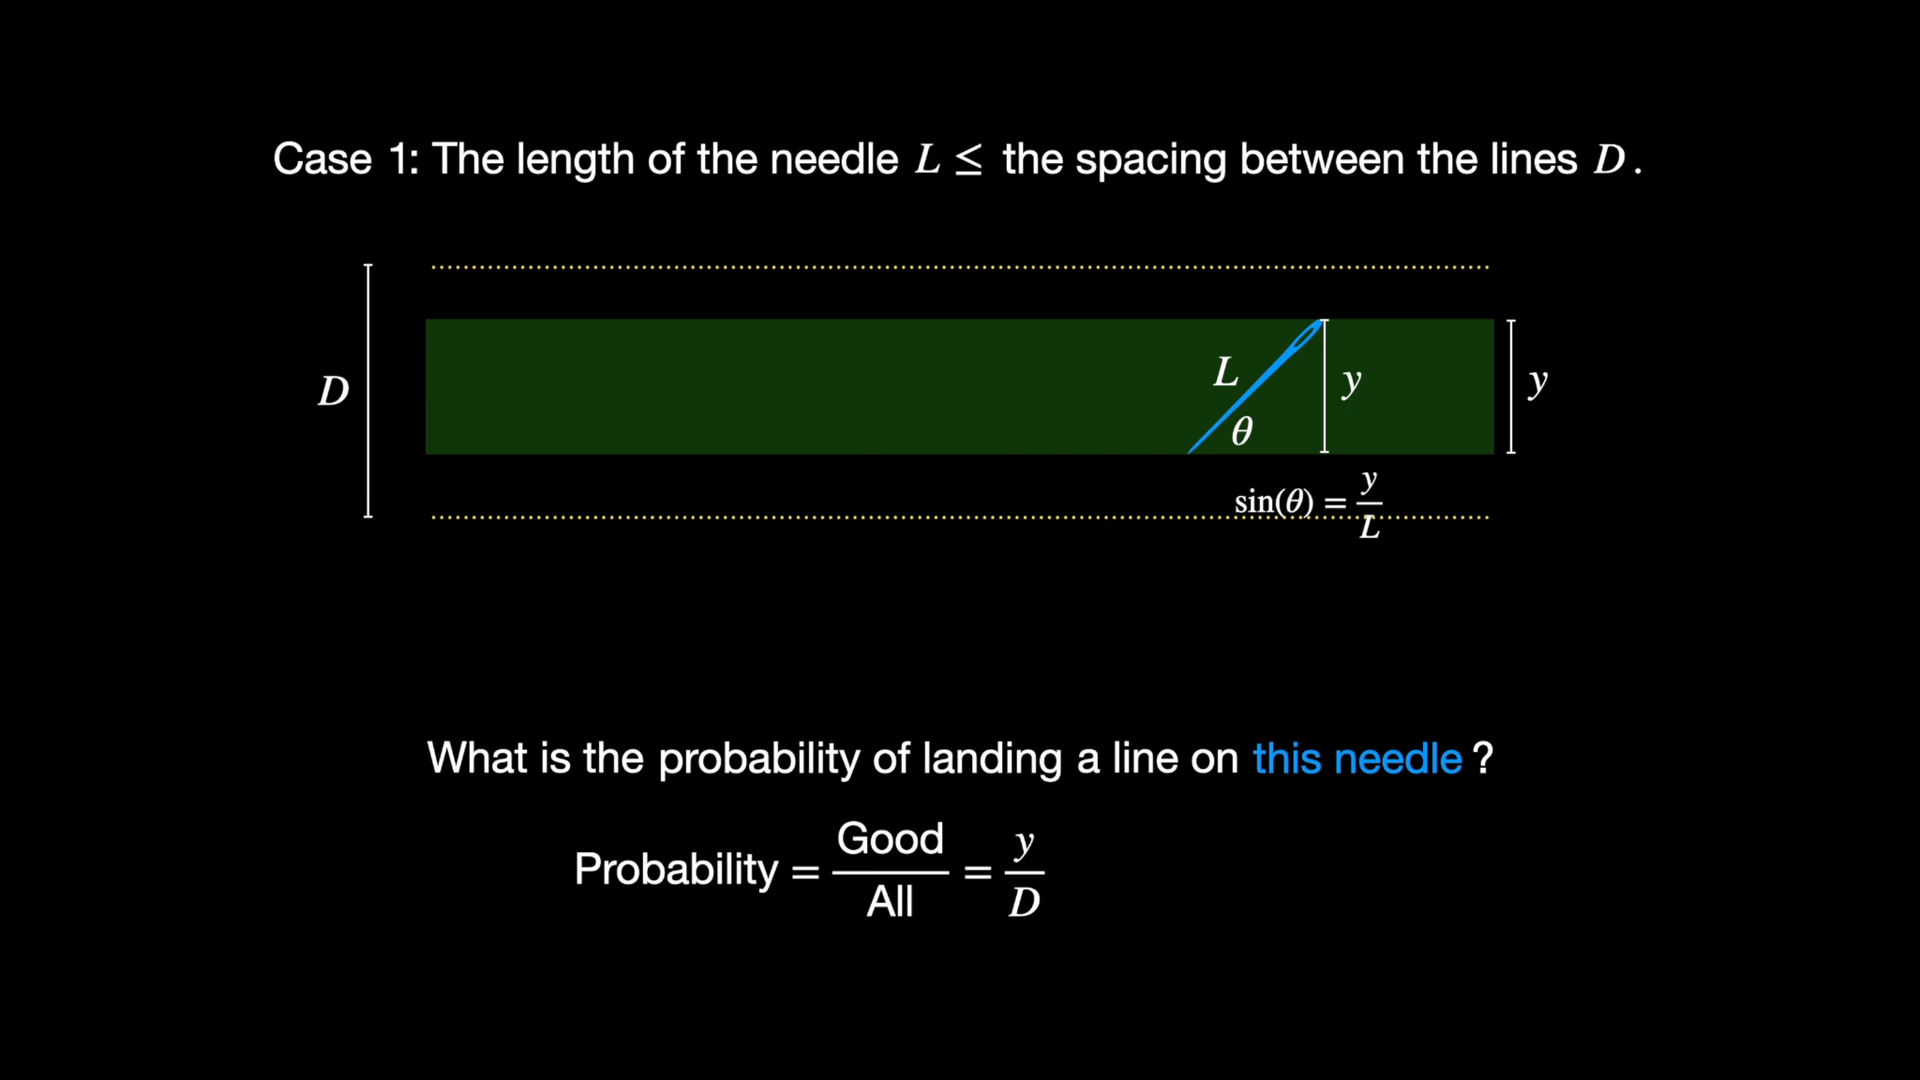 Case 1: The length of the needle L ≤ the spacing between the lines D.
D
L
θ
y
y
sin(θ) = y/L
What is the probability of landing a line on this needle?
Probability = Good/All = y/D